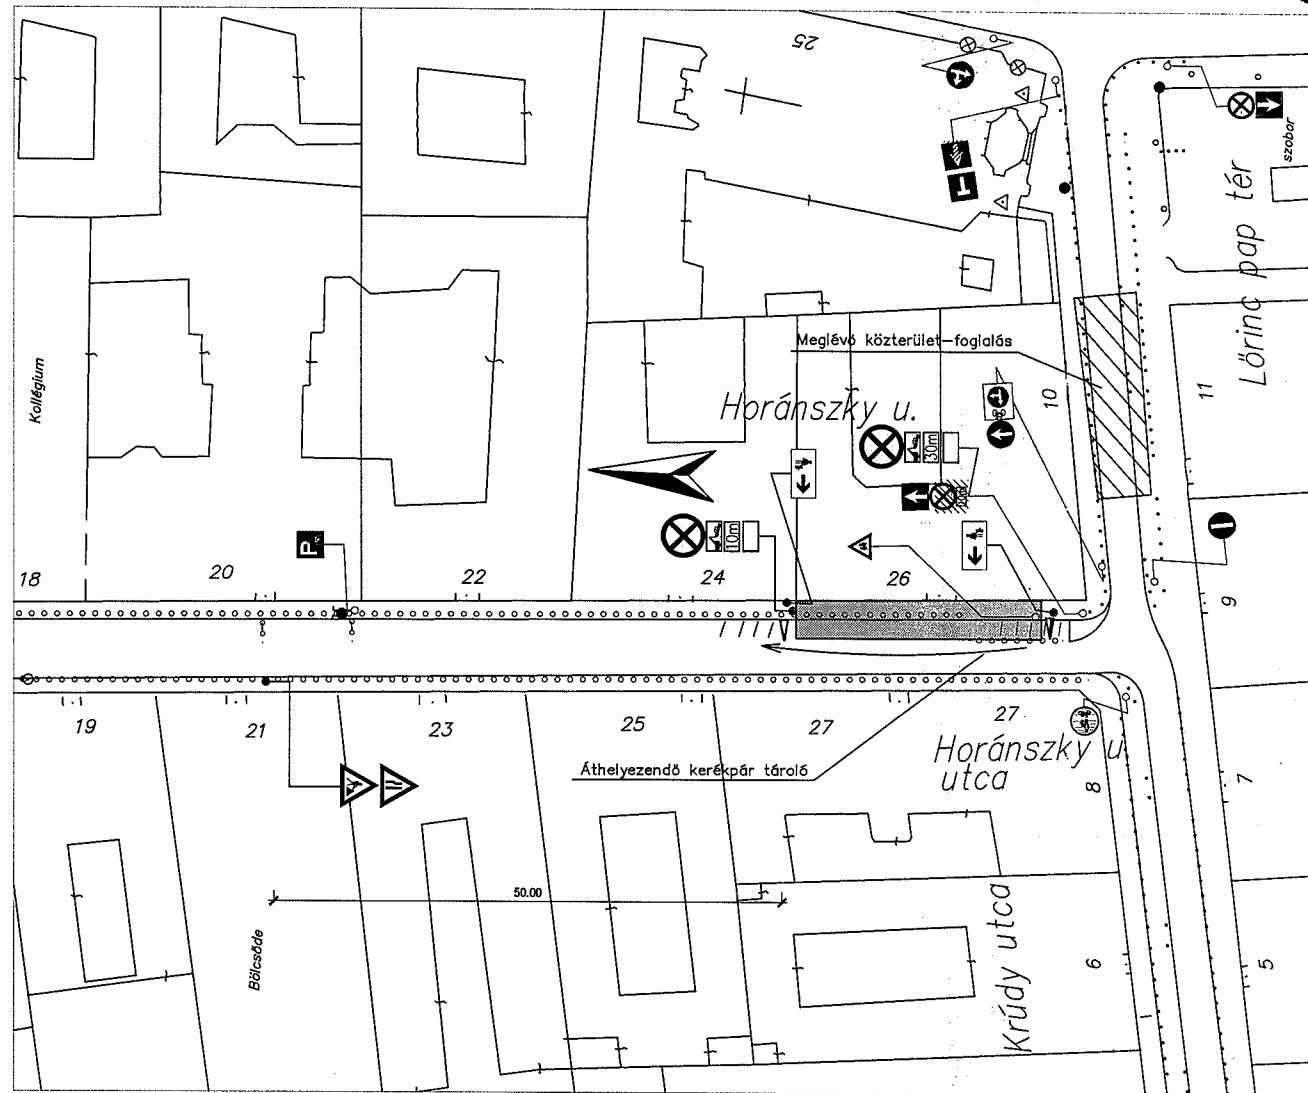 25
szobor
Lőrinc pap tér
Kollégium
Meglévő közterület-foglalás
Horánszky u.
10
11
30m
10m
P
18
20
22
24
26
9
19
21
23
25
27
27
Horánszky u
utca
Áthelyezendő kerékpár tároló
8
7
50.00
Bölcsőde
Krúdy utca
6
5